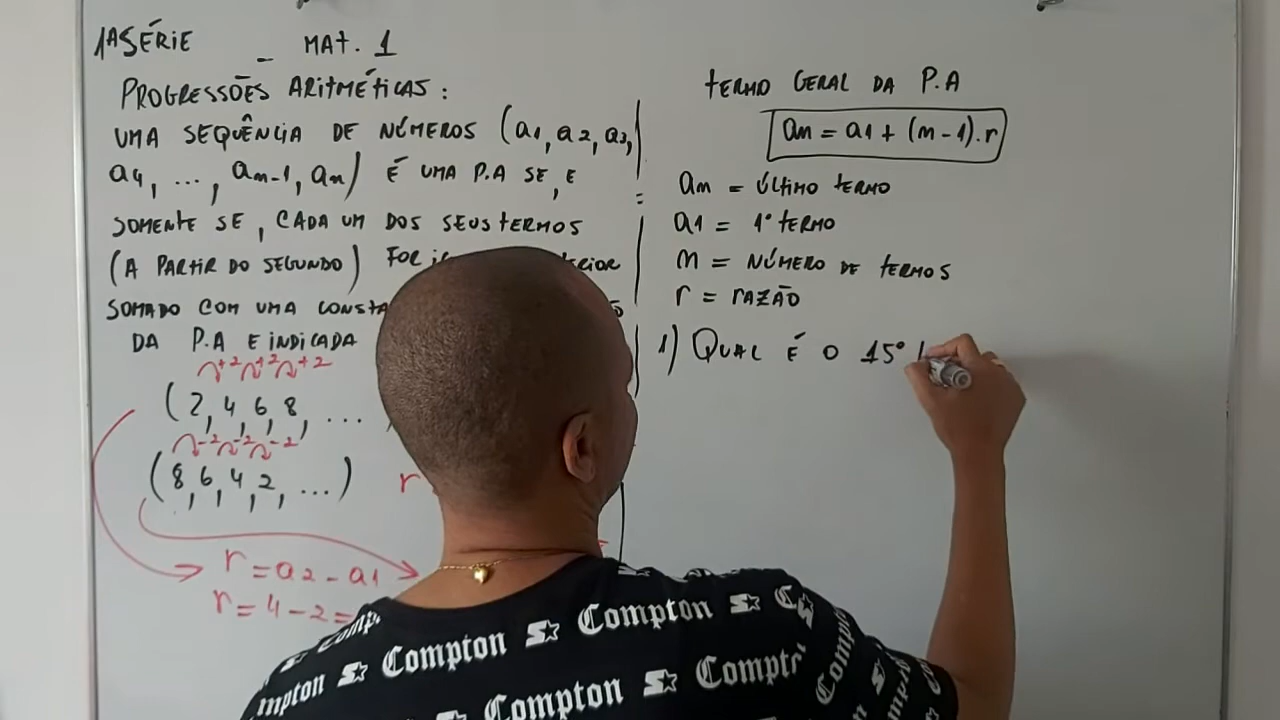 1ª SÉRIE - MAT. 1
PROGRESSÕES ARITMÉTICAS:
UMA SEQUÊNCIA DE NÚMEROS (a1, a2, a3,
a4, ..., an-1, an) É UMA P.A SE, E
SOMENTE SE, CADA UM DOS SEUS TERMOS
(A PARTIR DO SEGUNDO) FOR
SOMADO COM UMA
DA P.A E INDICADA
+2 +2 +2
(2, 4, 6, 8, ...
-2 -2 -2
(8, 6, 4, 2, ...)
r
r = a2 - a1
r = 4 - 2 =
TERMO GERAL DA P.A
an = a1 + (n-1).r
an = ÚLTIMO TERMO
a1 = 1º TERMO
n = NÚMERO DE TERMOS
r = RAZÃO
1) QUAL É O 15º
Compton Compton
Compton Compton
Compton